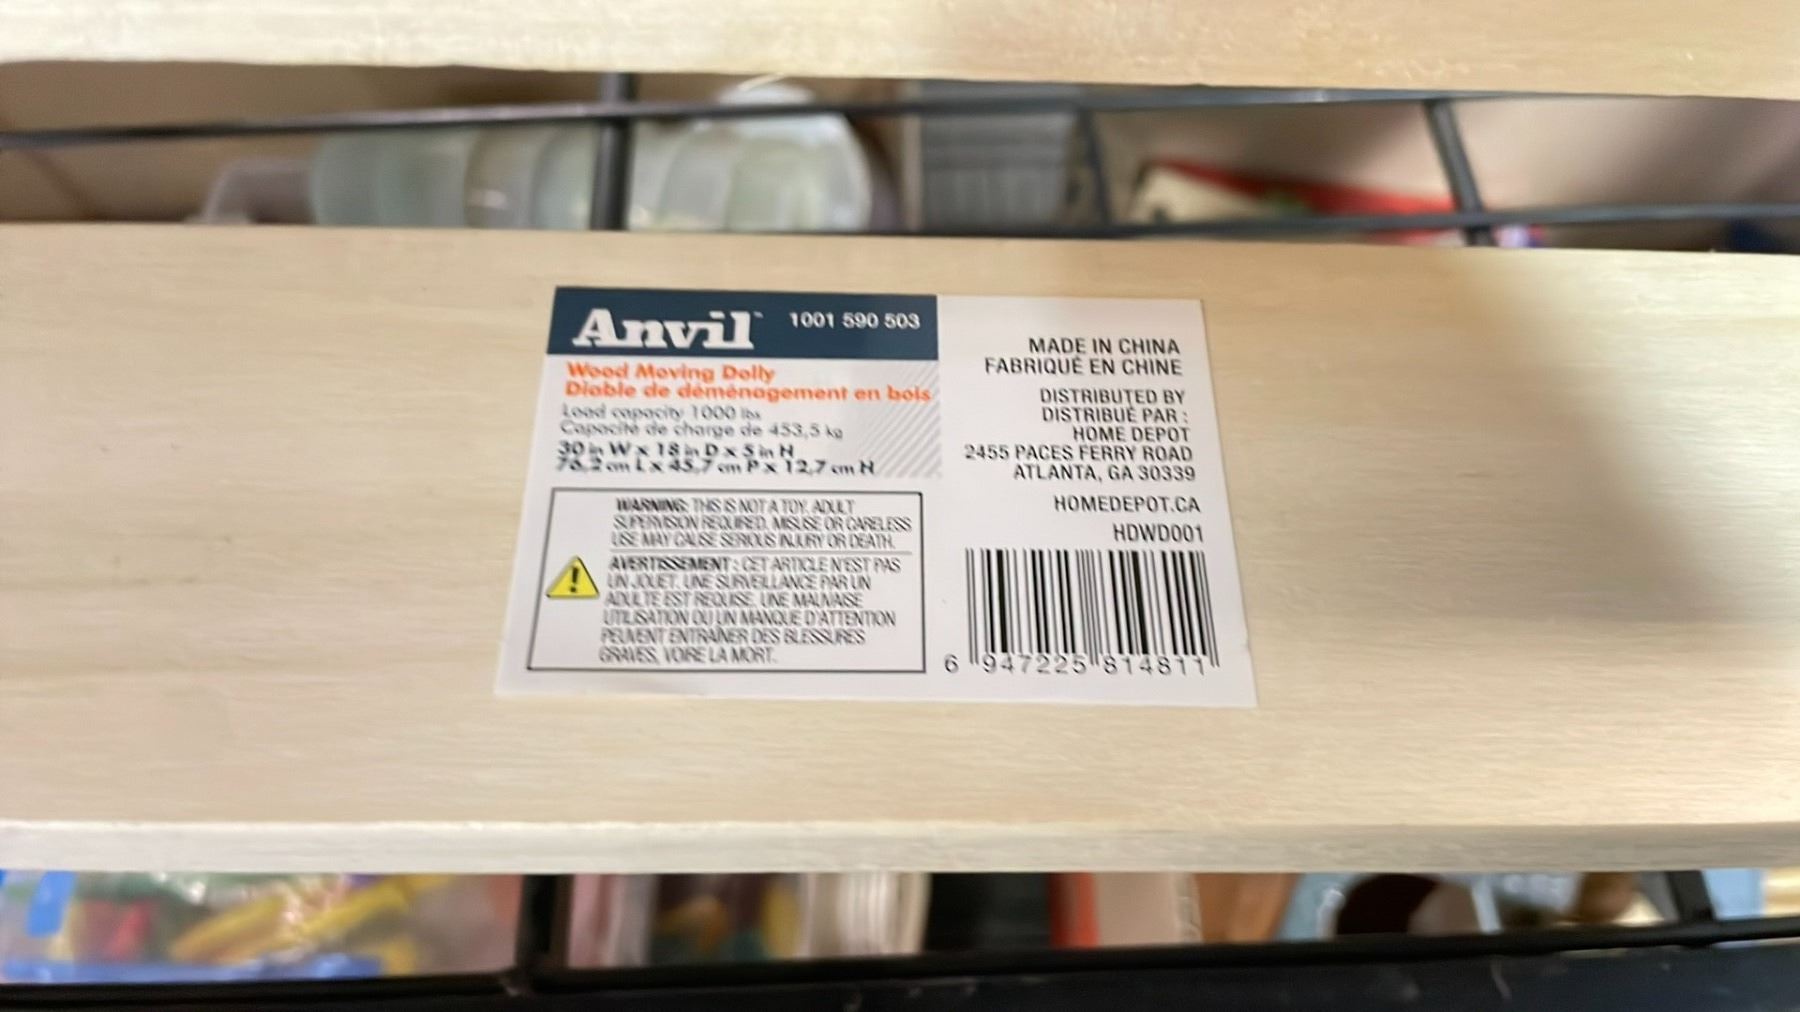 Anvil™ 1001 590 503
Wood Moving Dolly
Diable de déménagement en bois
Load capacity 1000 lbs
Capacité de charge de 453,5 kg
30 in W x 18 in D x 5 in H
76,2 cm L x 45,7 cm P x 12,7 cm H
WARNING: THIS IS NOT A TOY. ADULT
SUPERVISION REQUIRED. MISUSE OR CARELESS
USE MAY CAUSE SERIOUS INJURY OR DEATH.
AVERTISSEMENT : CET ARTICLE N'EST PAS
UN JOUET. UNE SURVEILLANCE PAR UN
ADULTE EST REQUISE. UNE MAUVAISE
UTILISATION OU UN MANQUE D'ATTENTION
PEUVENT ENTRAÎNER DES BLESSURES
GRAVES, VOIRE LA MORT.
MADE IN CHINA
FABRIQUÉ EN CHINE
DISTRIBUTED BY
DISTRIBUÉ PAR :
HOME DEPOT
2455 PACES FERRY ROAD
ATLANTA, GA 30339
HOMEDEPOT.CA
HDWD001
6 947225 814811